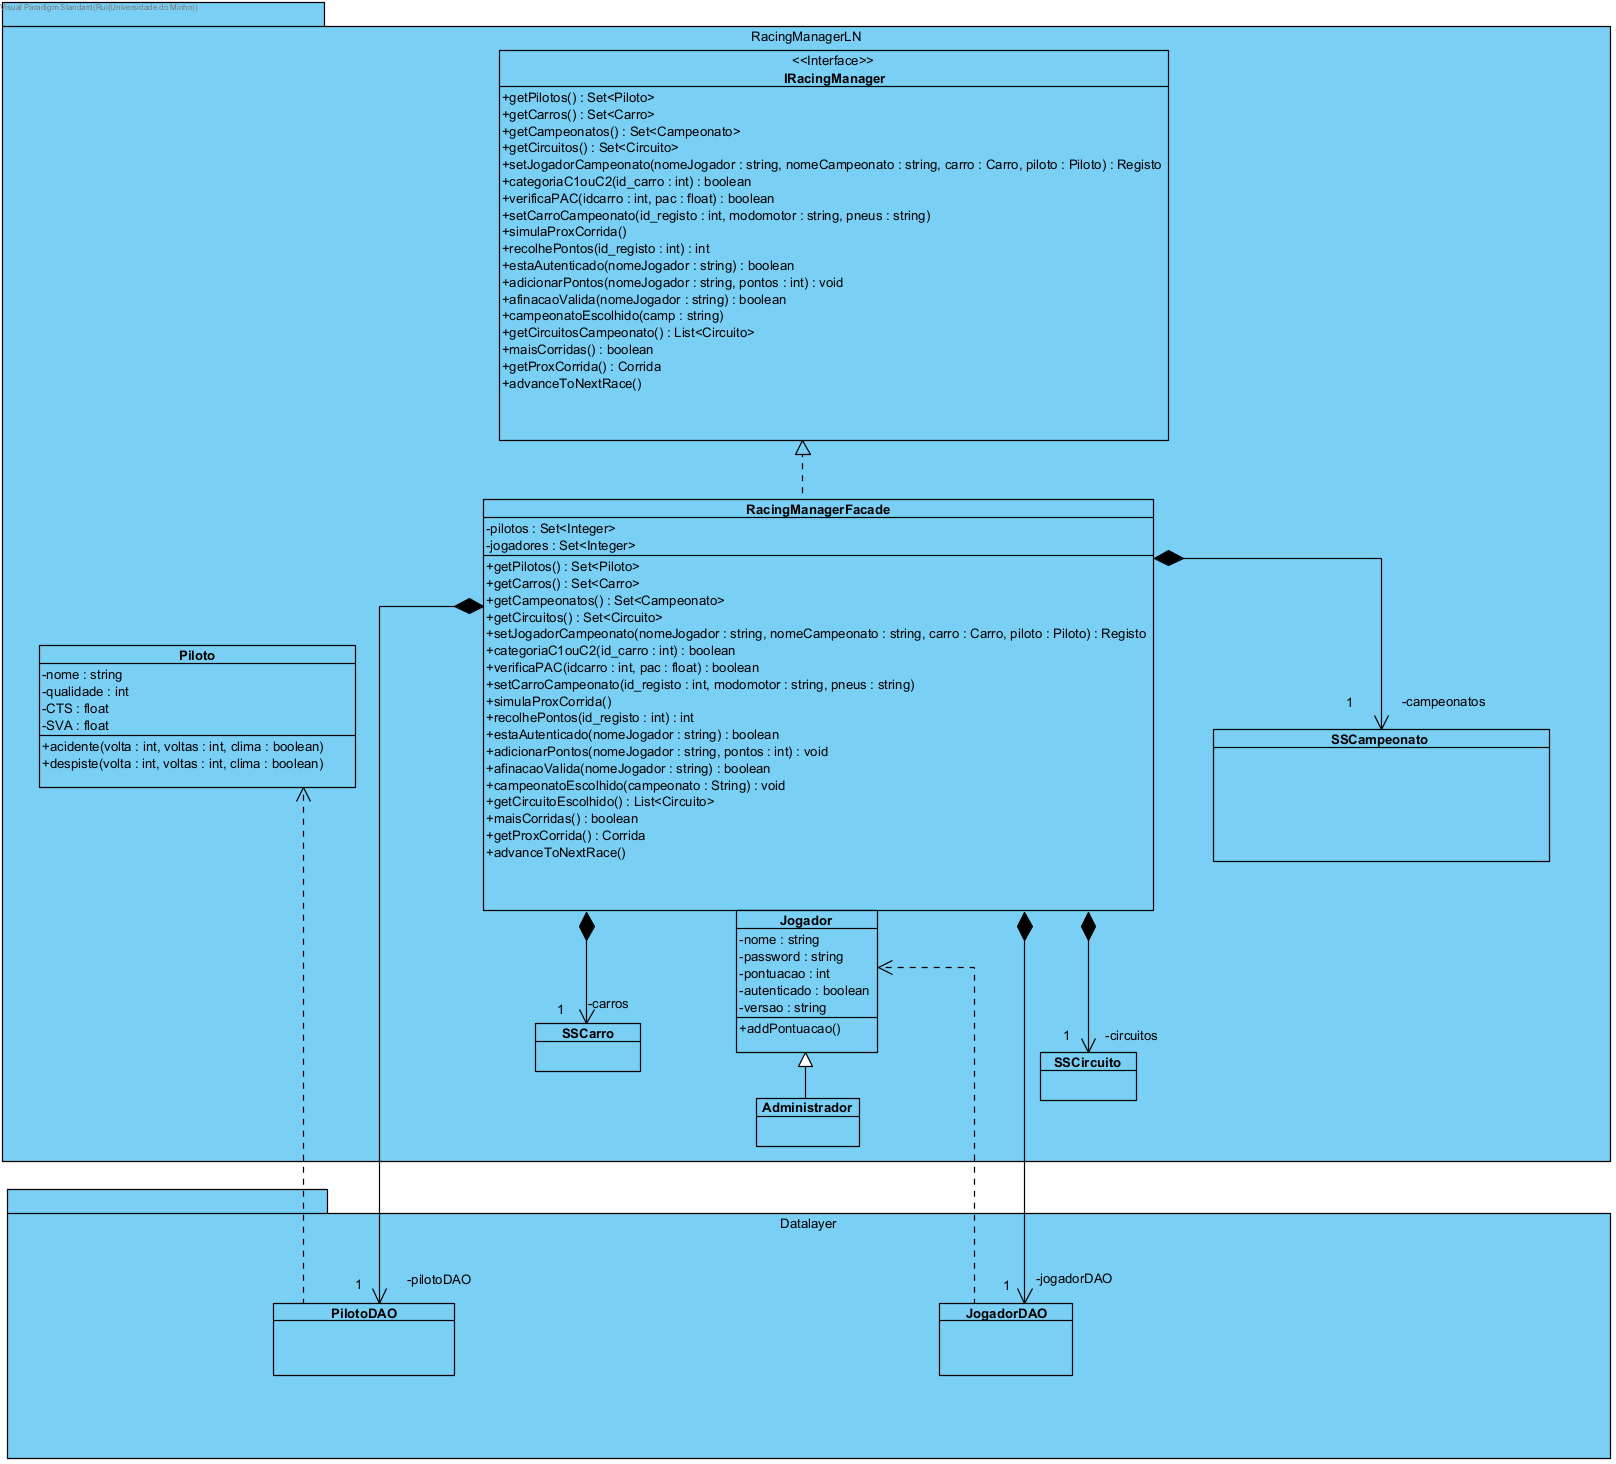 Visual Paradigm Standard(Rui(Universidade do Minho))
RacingManagerLN
<<Interface>>
IRacingManager
+getPilotos() : Set<Piloto>
+getCarros() : Set<Carro>
+getCampeonatos() : Set<Campeonato>
+getCircuitos() : Set<Circuito>
+setJogadorCampeonato(nomeJogador : string, nomeCampeonato : string, carro : Carro, piloto : Piloto) : Registo
+categoriaC1ouC2(id_carro : int) : boolean
+verificaPAC(idcarro : int, pac : float) : boolean
+setCarroCampeonato(id_registo : int, modomotor : string, pneus : string)
+simulaProxCorrida()
+recolhePontos(id_registo : int) : int
+estaAutenticado(nomeJogador : string) : boolean
+adicionarPontos(nomeJogador : string, pontos : int) : void
+afinacaoValida(nomeJogador : string) : boolean
+campeonatoEscolhido(camp : string)
+getCircuitosCampeonato() : List<Circuito>
+maisCorridas() : boolean
+getProxCorrida() : Corrida
+advanceToNextRace()
RacingManagerFacade
-pilotos : Set<Integer>
-jogadores : Set<Integer>
+getPilotos() : Set<Piloto>
+getCarros() : Set<Carro>
+getCampeonatos() : Set<Campeonato>
+getCircuitos() : Set<Circuito>
+setJogadorCampeonato(nomeJogador : string, nomeCampeonato : string, carro : Carro, piloto : Piloto) : Registo
+categoriaC1ouC2(id_carro : int) : boolean
+verificaPAC(idcarro : int, pac : float) : boolean
+setCarroCampeonato(id_registo : int, modomotor : string, pneus : string)
+simulaProxCorrida()
+recolhePontos(id_registo : int) : int
+estaAutenticado(nomeJogador : string) : boolean
+adicionarPontos(nomeJogador : string, pontos : int) : void
+afinacaoValida(nomeJogador : string) : boolean
+campeonatoEscolhido(campeonato : String) : void
+getCircuitoEscolhido() : List<Circuito>
+maisCorridas() : boolean
+getProxCorrida() : Corrida
+advanceToNextRace()
Piloto
-nome : string
-qualidade : int
-CTS : float
-SVA : float
+acidente(volta : int, voltas : int, clima : boolean)
+despiste(volta : int, voltas : int, clima : boolean)
1
-campeonatos
SSCampeonato
Jogador
-nome : string
-password : string
-pontuacao : int
-autenticado : boolean
-versao : string
+addPontuacao()
1
-carros
SSCarro
1
-circuitos
SSCircuito
Administrador
Datalayer
1
-pilotoDAO
PilotoDAO
1
-jogadorDAO
JogadorDAO